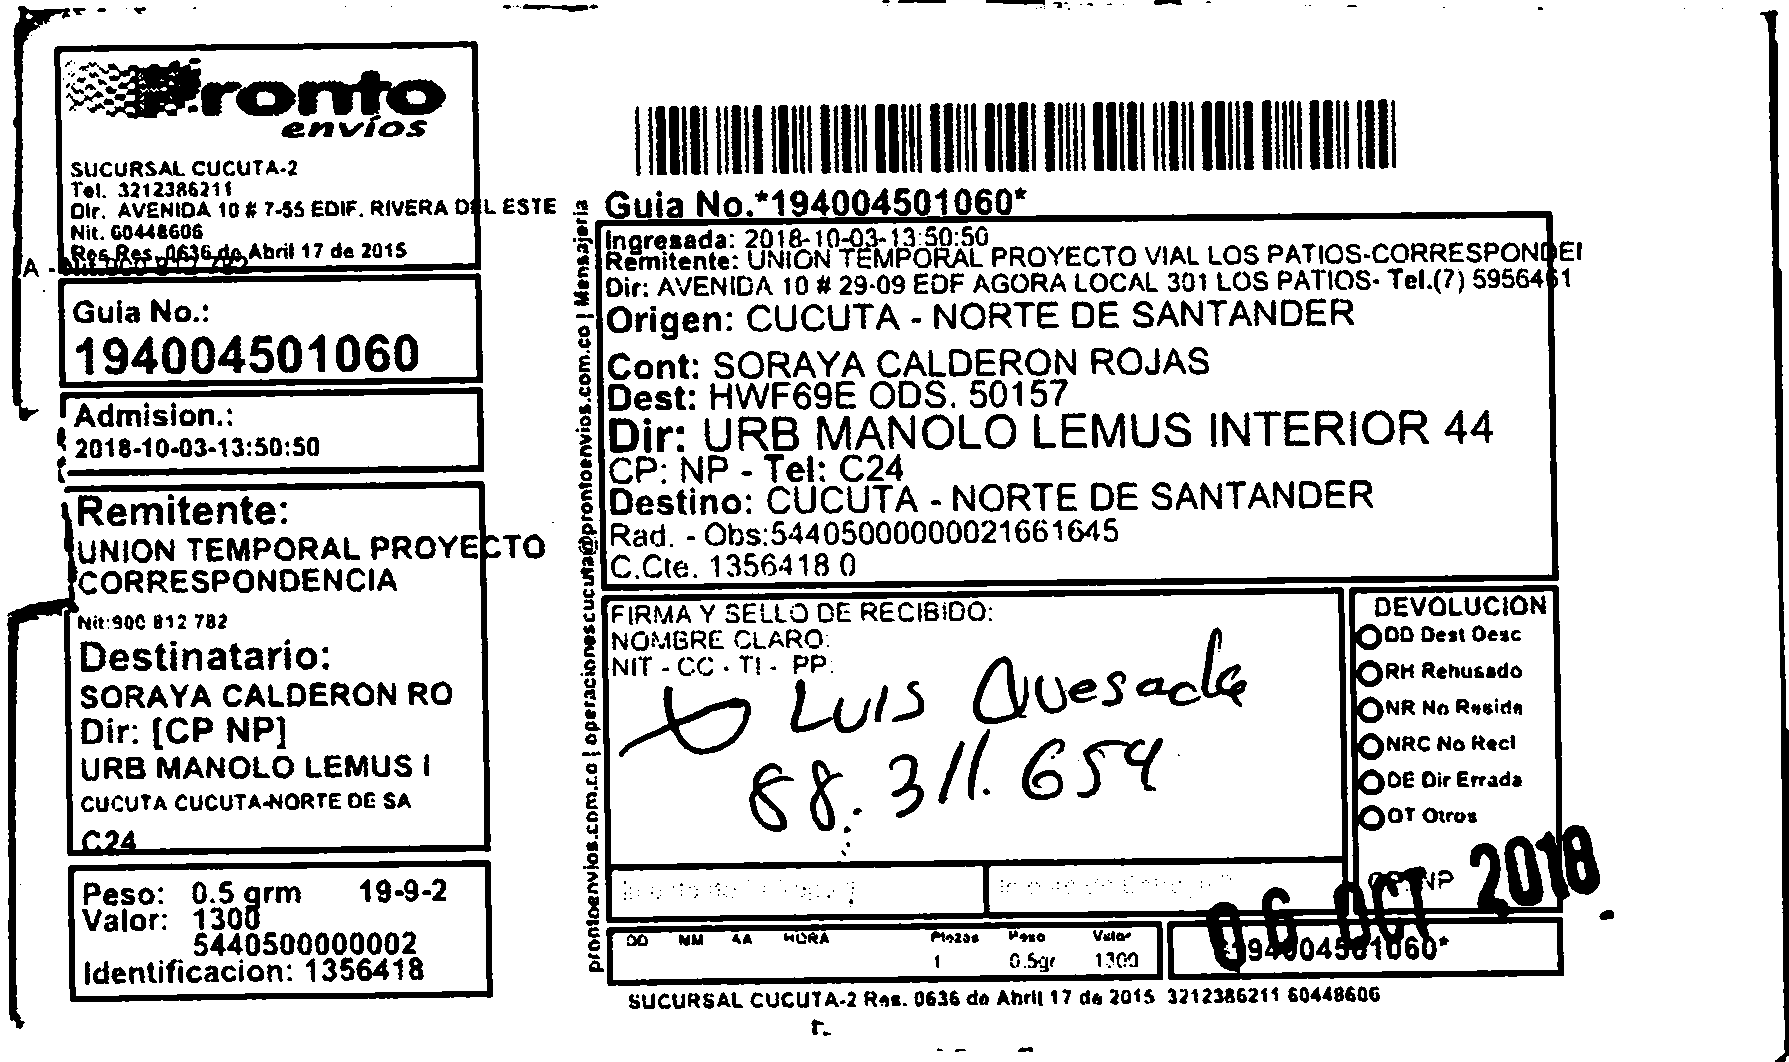 Pronto
envíos
SUCURSAL CUCUTA-2
Tel. 3212386211
Dir. AVENIDA 10 # 7-55 EDIF. RIVERA DEL ESTE
Nit. 60448606
Res Res. 0636 de Abril 17 de 2015
A - Nit.900 812 782
Guia No.:
194004501060
Admision.:
2018-10-03-13:50:50
Remitente:
UNION TEMPORAL PROYECTO
CORRESPONDENCIA
Nit:900 812 782
Destinatario:
SORAYA CALDERON RO
Dir: [CP NP]
URB MANOLO LEMUS I
CUCUTA CUCUTA-NORTE DE SA
C24
Peso: 0.5 grm 19-9-2
Valor: 1300
5440500000002
Identificacion: 1356418
prontoenvios.com.co | operacionescucuta@prontoenvios.com.co | Mensajeria
Guia No.*194004501060*
Ingresada: 2018-10-03-13:50:50
Remitente: UNION TEMPORAL PROYECTO VIAL LOS PATIOS-CORRESPONDEI
Dir: AVENIDA 10 # 29-09 EDF AGORA LOCAL 301 LOS PATIOS- Tel.(7) 5956461
Origen: CUCUTA - NORTE DE SANTANDER
Cont: SORAYA CALDERON ROJAS
Dest: HWF69E ODS. 50157
Dir: URB MANOLO LEMUS INTERIOR 44
CP: NP - Tel: C24
Destino: CUCUTA - NORTE DE SANTANDER
Rad. - Obs:54405000000021661645
C.Cte. 1356418 0
FIRMA Y SELLO DE RECIBIDO:
NOMBRE CLARO:
NIT - CC - TI - PP:
Luis Quesada
88.311.654
DEVOLUCION
DD Dest Desc
RH Rehusado
NR No Reside
NRC No Recl
DE Dir Errada
OT Otros
NP
06 OCT 2018
DD MM AA HORA Piezas Peso Valor
1 0.5gr 1300
*194004501060*
SUCURSAL CUCUTA-2 Res. 0636 de Abril 17 de 2015 3212386211 60448606